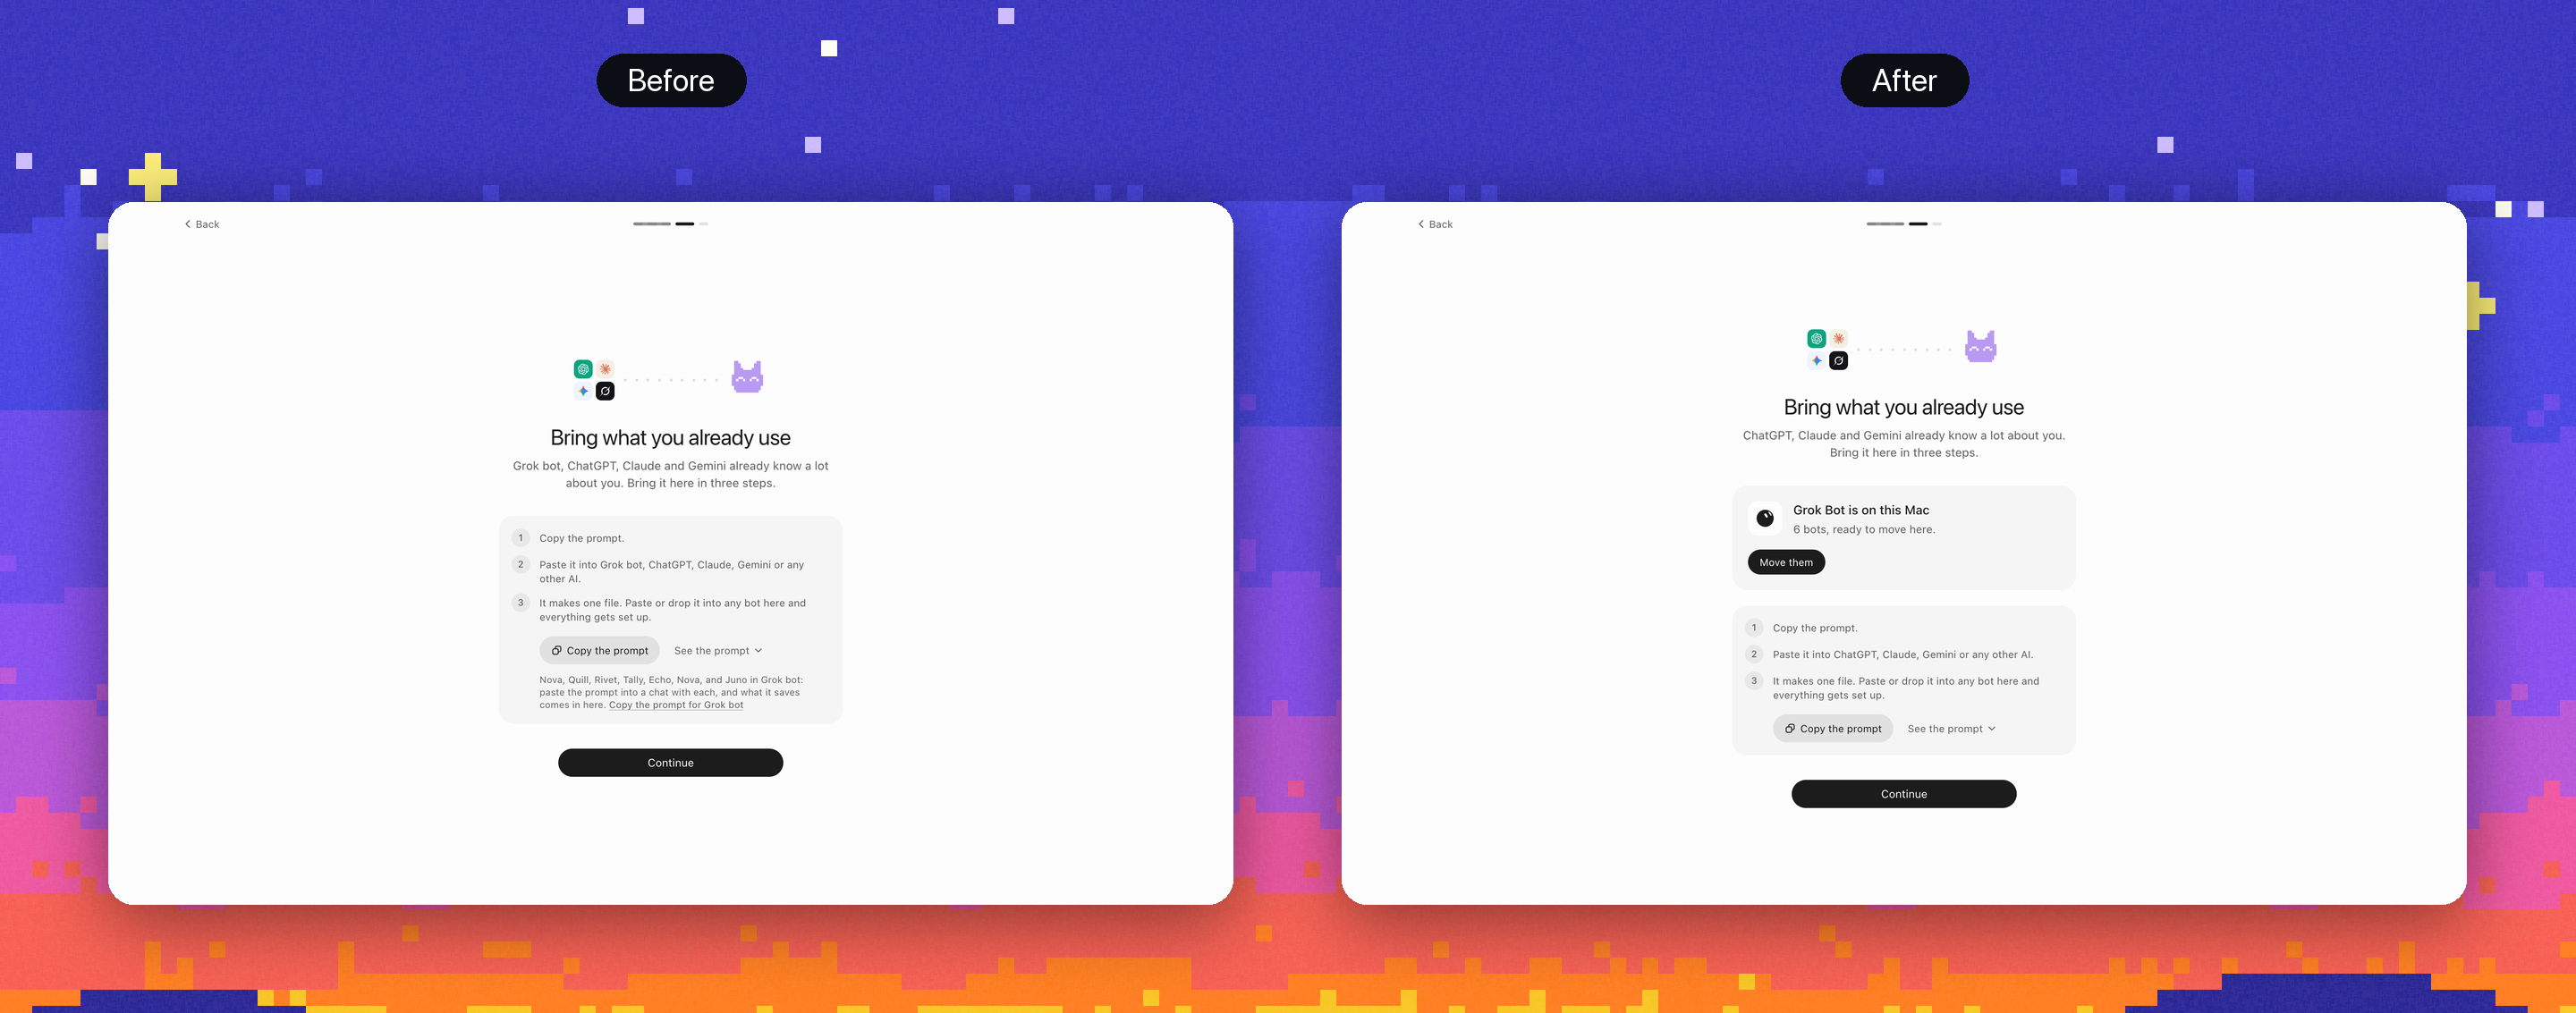 Before
Back
Bring what you already use
Grok bot, ChatGPT, Claude and Gemini already know a lot
about you. Bring it here in three steps.
1 Copy the prompt.
2 Paste it into Grok bot, ChatGPT, Claude, Gemini or any
other AI.
3 It makes one file. Paste or drop it into any bot here and
everything gets set up.
Copy the prompt See the prompt
Nova, Quill, Rivet, Tally, Echo, Nova, and Juno in Grok bot:
paste the prompt into a chat with each, and what it saves
comes in here. Copy the prompt for Grok bot
Continue
After
Back
Bring what you already use
ChatGPT, Claude and Gemini already know a lot about you.
Bring it here in three steps.
Grok Bot is on this Mac
6 bots, ready to move here.
Move them
1 Copy the prompt.
2 Paste it into ChatGPT, Claude, Gemini or any other AI.
3 It makes one file. Paste or drop it into any bot here and
everything gets set up.
Copy the prompt See the prompt
Continue